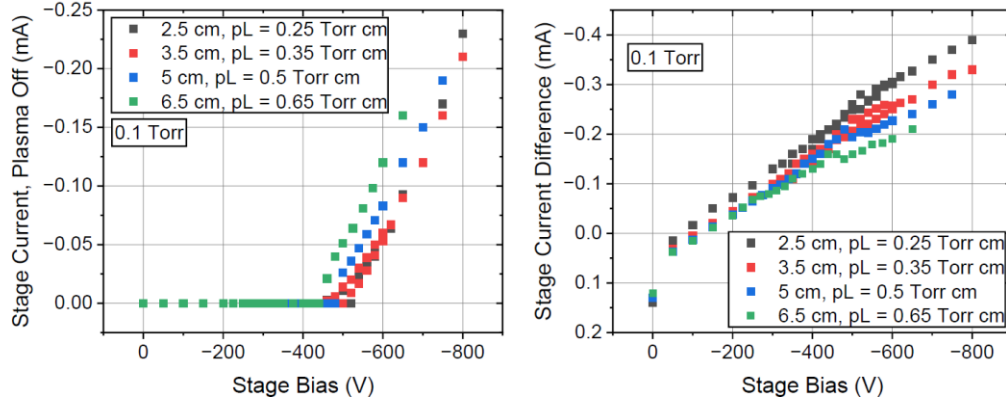 Stage Current, Plasma Off (mA)
−0.25
−0.20
−0.15
−0.10
−0.05
0.00
2.5 cm, pL = 0.25 Torr cm
3.5 cm, pL = 0.35 Torr cm
5 cm, pL = 0.5 Torr cm
6.5 cm, pL = 0.65 Torr cm
0.1 Torr
0
−200
−400
−600
−800
Stage Bias (V)
Stage Current Difference (mA)
−0.4
−0.3
−0.2
−0.1
0.0
0.1
0.2
0.1 Torr
2.5 cm, pL = 0.25 Torr cm
3.5 cm, pL = 0.35 Torr cm
5 cm, pL = 0.5 Torr cm
6.5 cm, pL = 0.65 Torr cm
0
−200
−400
−600
−800
Stage Bias (V)